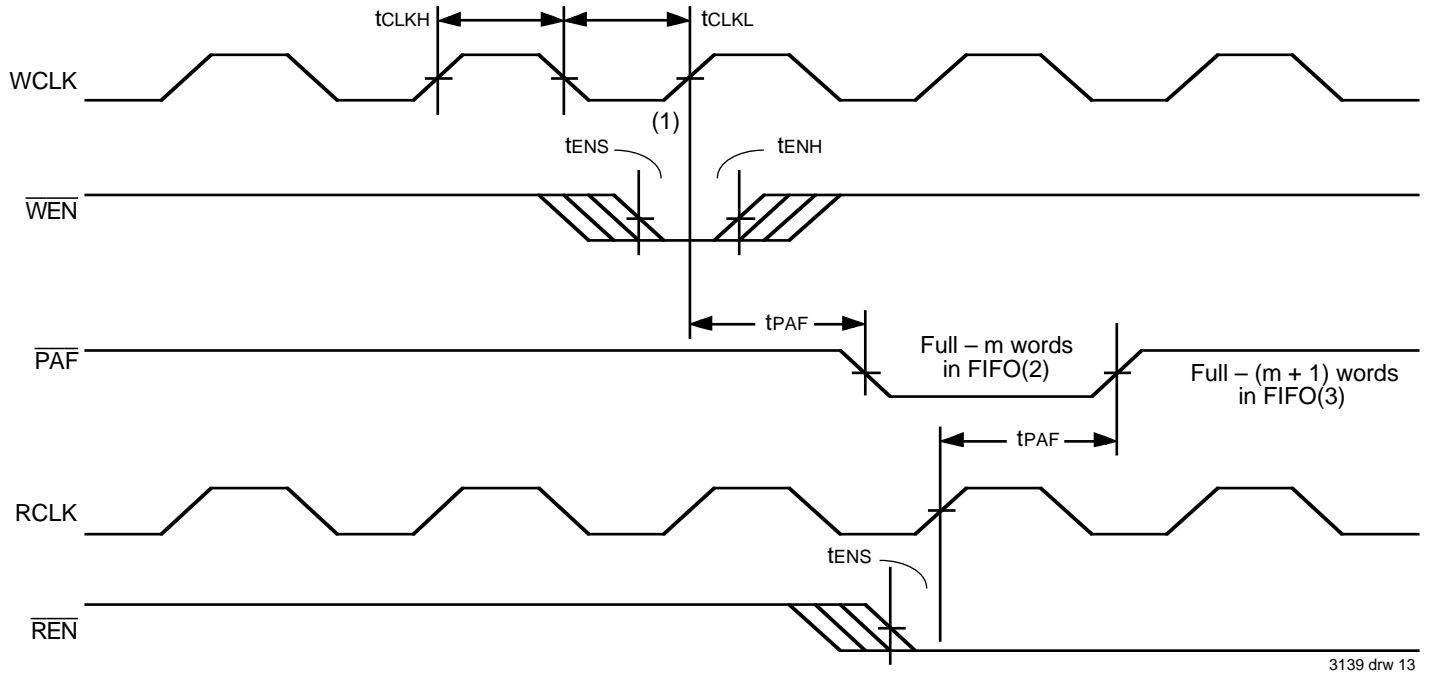 tCLKH
tCLKL
WCLK
(1)
tENS
tENH
WEN
tPAF
PAF
Full – m words
in FIFO(2)
Full – (m + 1) words
in FIFO(3)
tPAF
RCLK
tENS
REN
3139 drw 13